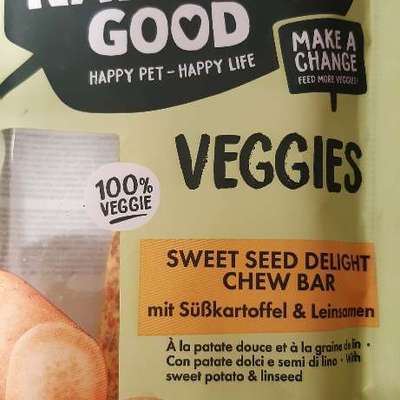 GOOD
HAPPY PET – HAPPY LIFE
MAKE A
CHANGE
FEED MORE VEGGIES!
VEGGIES
100%
VEGGIE
SWEET SEED DELIGHT
CHEW BAR
mit Süßkartoffel & Leinsamen
À la patate douce et à la graine de lin •
Con patate dolci e semi di lino • With
sweet potato & linseed